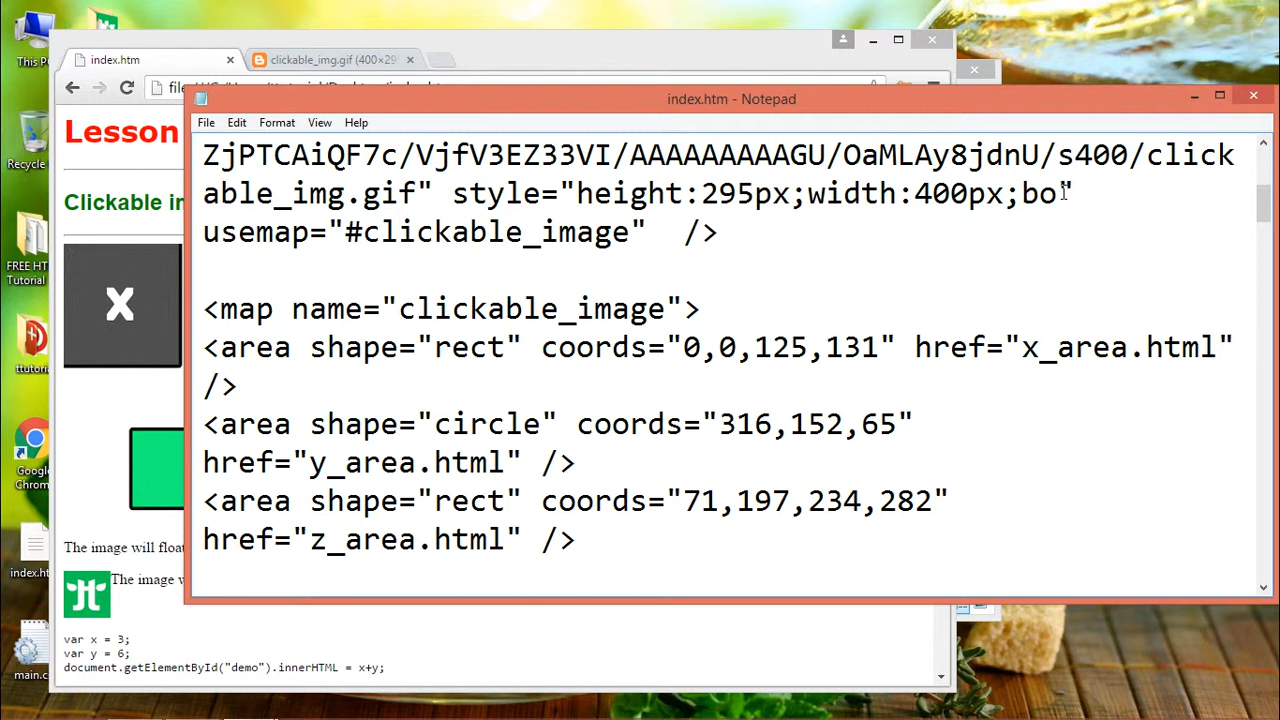 This PC
index.htm
clickable_img.gif (400×29
index.htm - Notepad
File Edit Format View Help
Recycle
Lesson
Clickable in
X
FREE HT
Tutorial
ttutoria
Google
Chrom
index.ht
main.c
ZjPTCAiQF7c/VjfV3EZ33VI/AAAAAAAAAGU/OaMLAy8jdnU/s400/click
able_img.gif" style="height:295px;width:400px;bo"
usemap="#clickable_image" />
<map name="clickable_image">
<area shape="rect" coords="0,0,125,131" href="x_area.html"
/>
<area shape="circle" coords="316,152,65"
href="y_area.html" />
<area shape="rect" coords="71,197,234,282"
href="z_area.html" />
The image will float
The image w
var x = 3;
var y = 6;
document.getElementById("demo").innerHTML = x+y;